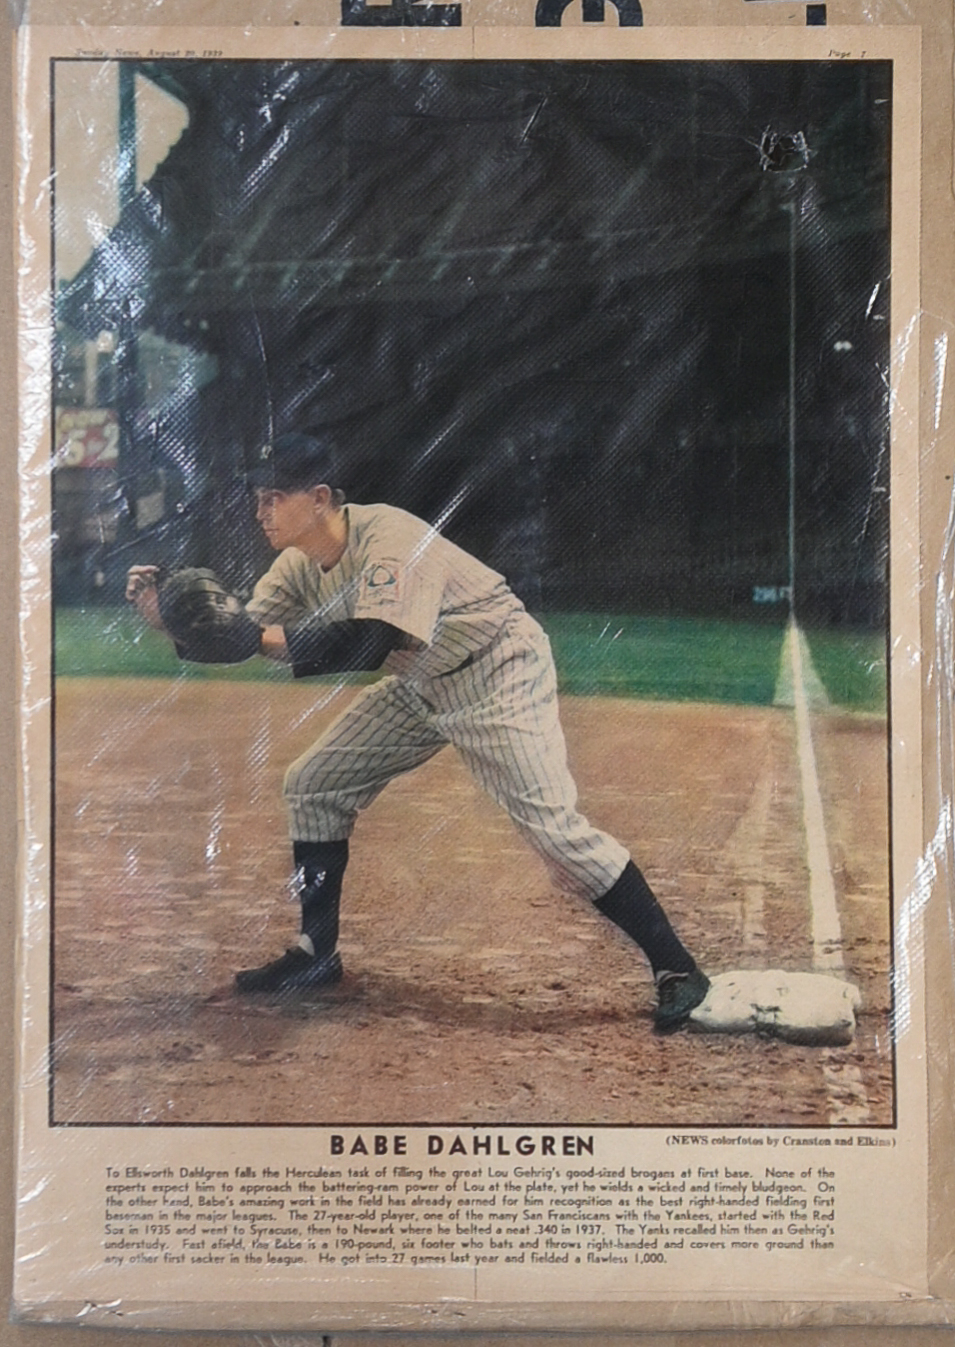 Sunday News, August 20, 1939
Page 7
5-2
BABE DAHLGREN
(NEWS colorfotos by Cranston and Elkins)
To Ellsworth Dahlgren falls the Herculean task of filling the great Lou Gehrig's good-sized brogans at first base. None of the
experts expect him to approach the battering-ram power of Lou at the plate, yet he wields a wicked and timely bludgeon. On
the other hand, Babe's amazing work in the field has already earned for him recognition as the best right-handed fielding first
baseman in the major leagues. The 27-year-old player, one of the many San Franciscans with the Yankees, started with the Red
Sox in 1935 and went to Syracuse, then to Newark where he belted a neat .340 in 1937. The Yanks recalled him then as Gehrig's
understudy. Fast afield, the Babe is a 190-pound, six footer who bats and throws right-handed and covers more ground than
any other first sacker in the league. He got into 27 games last year and fielded a flawless 1,000.